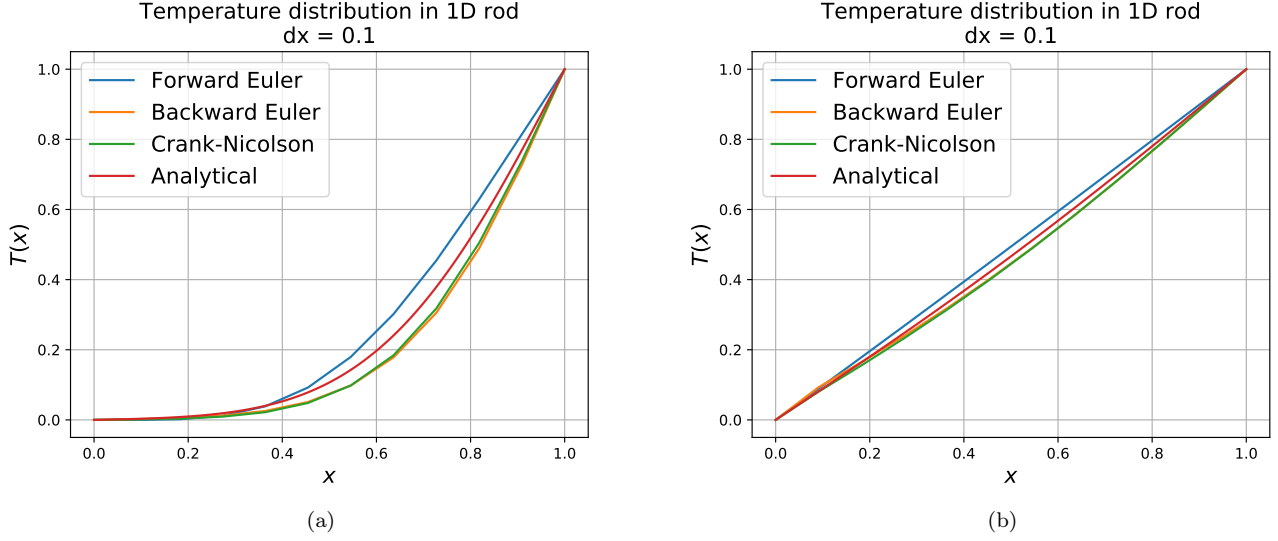 Temperature distribution in 1D rod
dx = 0.1
Forward Euler
Backward Euler
Crank-Nicolson
Analytical
1.0
0.8
0.6
0.4
0.2
0.0
T(x)
0.0 0.2 0.4 0.6 0.8 1.0
x
(a)
Temperature distribution in 1D rod
dx = 0.1
Forward Euler
Backward Euler
Crank-Nicolson
Analytical
1.0
0.8
0.6
0.4
0.2
0.0
T(x)
0.0 0.2 0.4 0.6 0.8 1.0
x
(b)